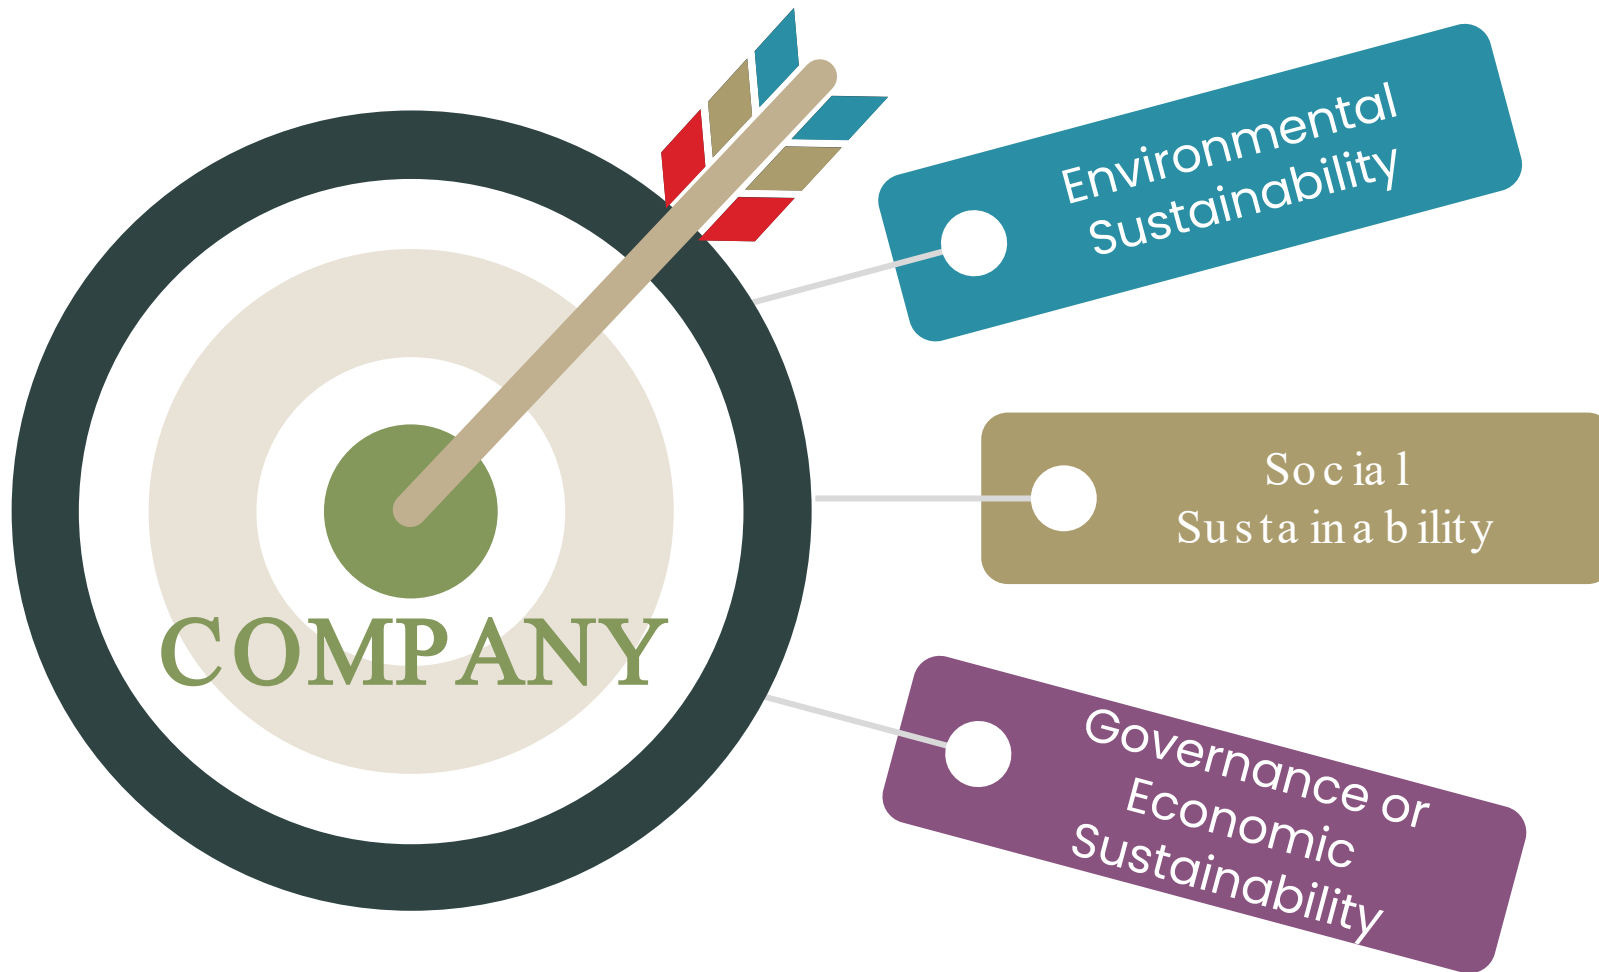 Environmental
Sustainability
Social
Sustainability
COMPANY
Governance or
Economic
Sustainability